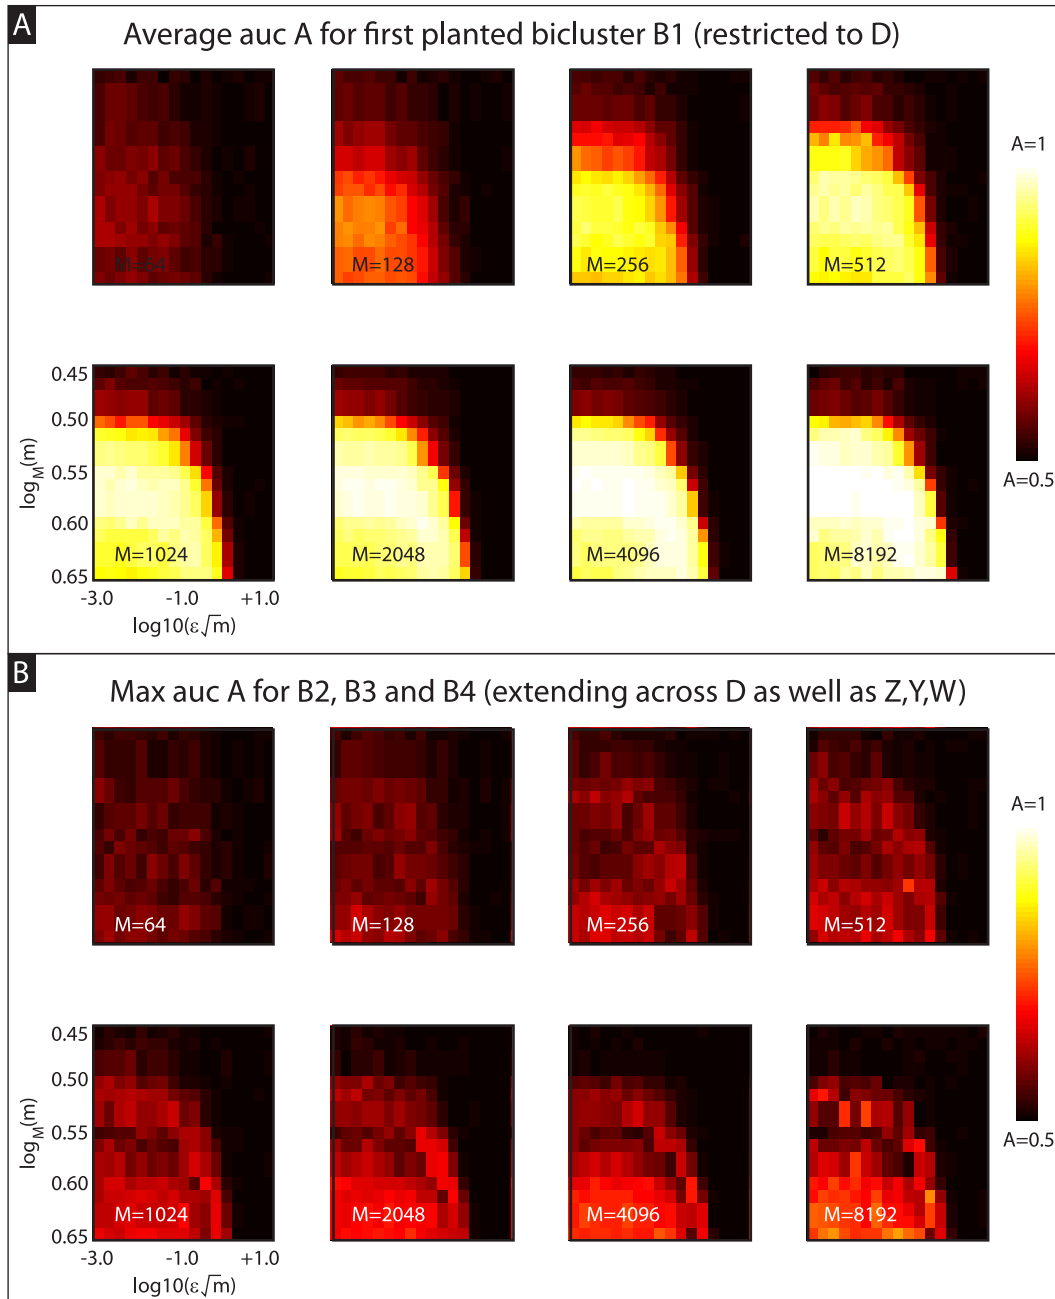 A
Average auc A for first planted bicluster B1 (restricted to D)
M=64
M=128
M=256
M=512
A=1
A=0.5
0.45
0.50
0.55
0.60
0.65
log_M(m)
M=1024
M=2048
M=4096
M=8192
-3.0 -1.0 +1.0
log10(ε√m)
B
Max auc A for B2, B3 and B4 (extending across D as well as Z,Y,W)
M=64
M=128
M=256
M=512
A=1
A=0.5
0.45
0.50
0.55
0.60
0.65
log_M(m)
M=1024
M=2048
M=4096
M=8192
-3.0 -1.0 +1.0
log10(ε√m)